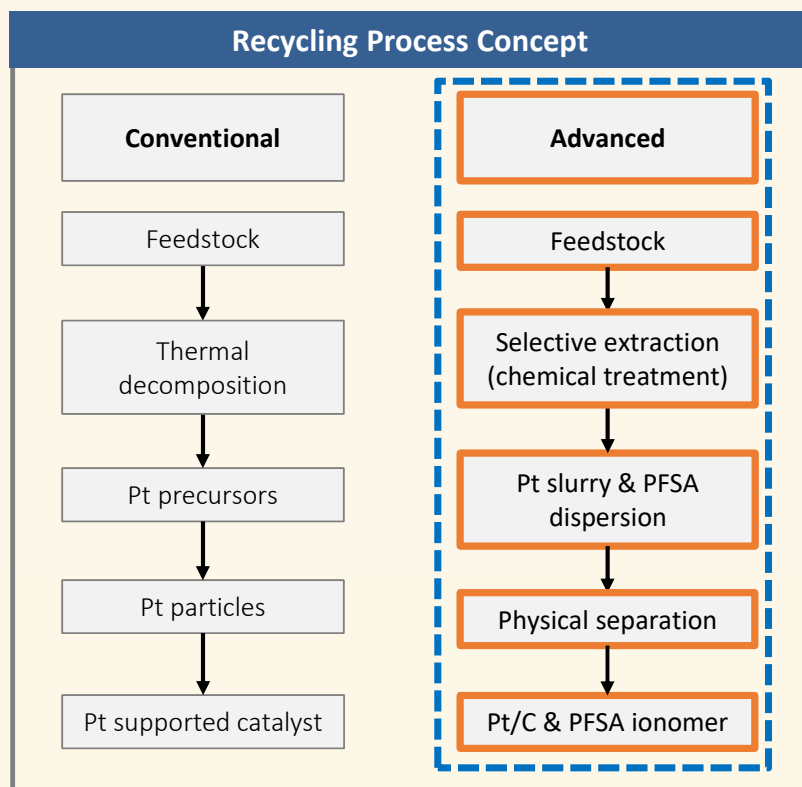 Recycling Process Concept
Conventional
Feedstock
Thermal
decomposition
Pt precursors
Pt particles
Pt supported catalyst
Advanced
Feedstock
Selective extraction
(chemical treatment)
Pt slurry & PFSA
dispersion
Physical separation
Pt/C & PFSA ionomer